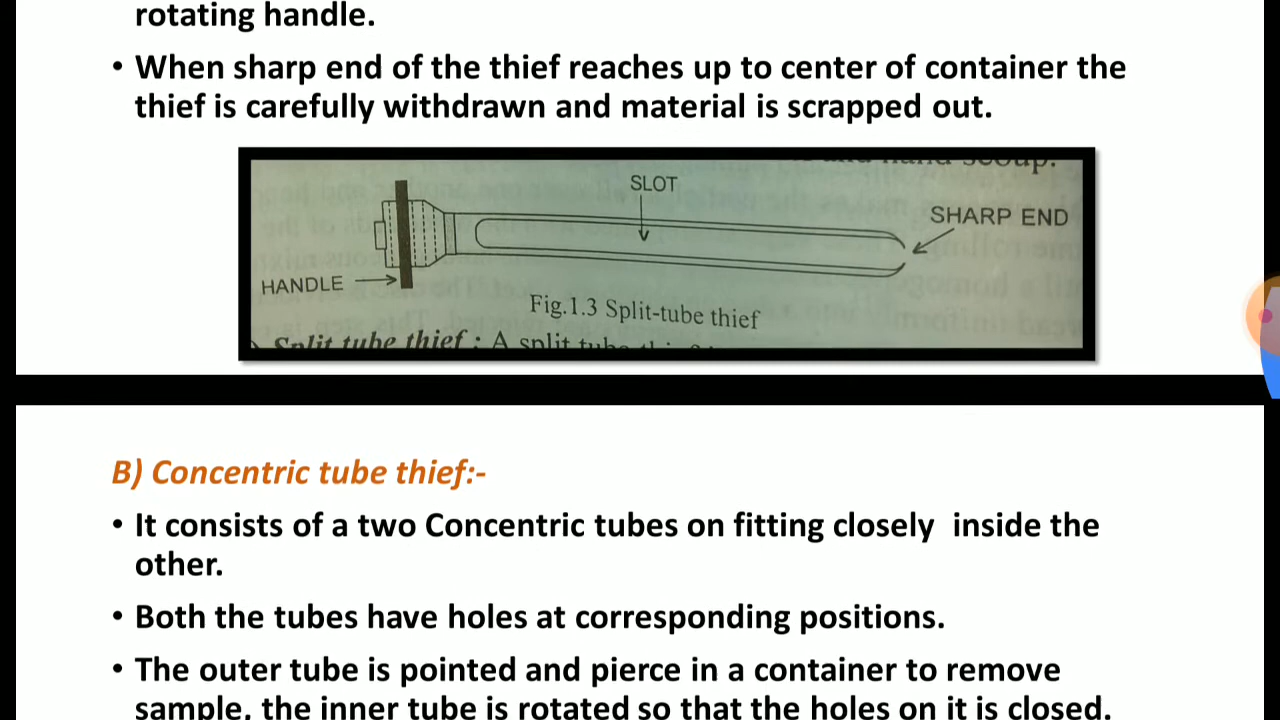 rotating handle.
• When sharp end of the thief reaches up to center of container the
thief is carefully withdrawn and material is scrapped out.
SLOT
SHARP END
HANDLE
Fig.1.3 Split-tube thief
Split tube thief : A split
B) Concentric tube thief:-
• It consists of a two Concentric tubes on fitting closely inside the
other.
• Both the tubes have holes at corresponding positions.
• The outer tube is pointed and pierce in a container to remove
sample, the inner tube is rotated so that the holes on it is closed.